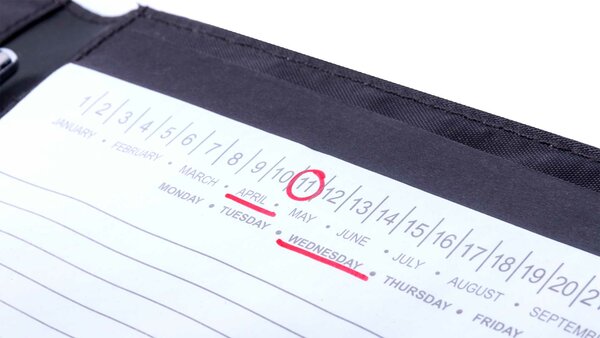 1|2|3|4|5|6|7|8|9|10|11|12|13|14|15|16|17|18|19|20|21
JANUARY • FEBRUARY • MARCH • APRIL • MAY • JUNE • JULY • AUGUST • SEPTEM
MONDAY • TUESDAY • WEDNESDAY • THURSDAY • FRIDAY